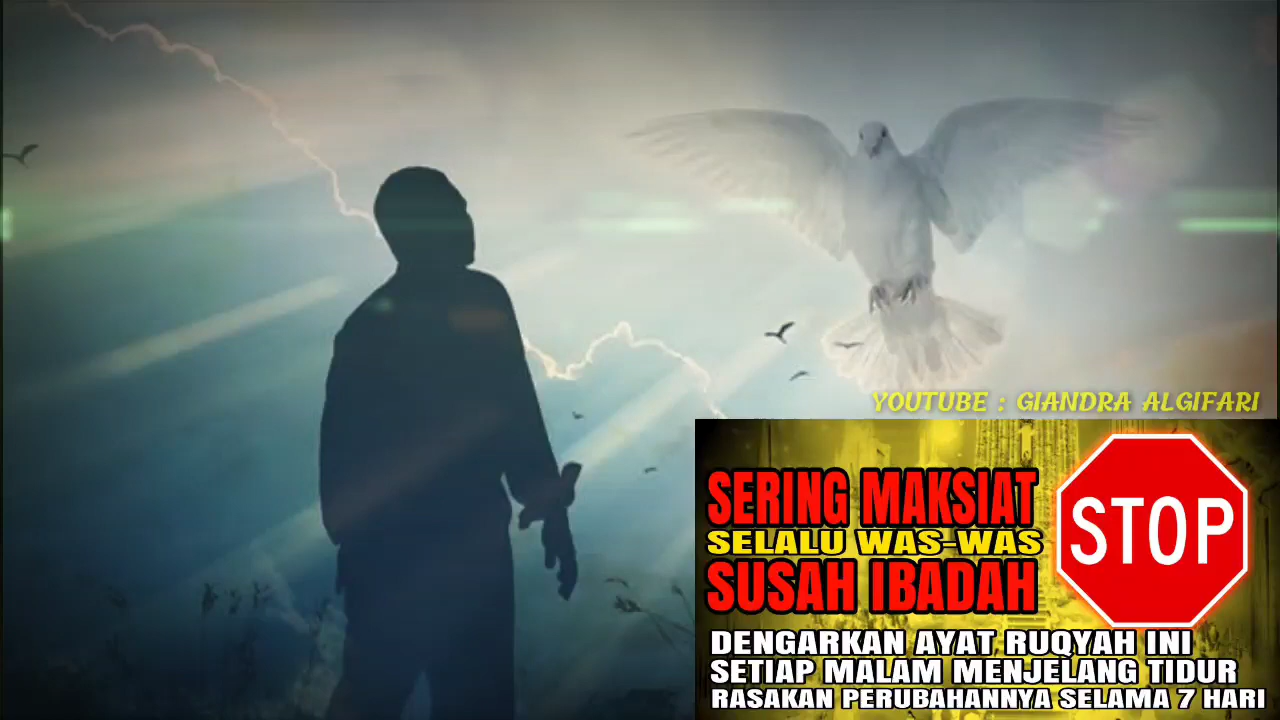 YOUTUBE : GIANDRA ALGIFARI
SERING MAKSIAT
SELALU WAS-WAS
SUSAH IBADAH
STOP
DENGARKAN AYAT RUQYAH INI
SETIAP MALAM MENJELANG TIDUR
RASAKAN PERUBAHANNYA SELAMA 7 HARI